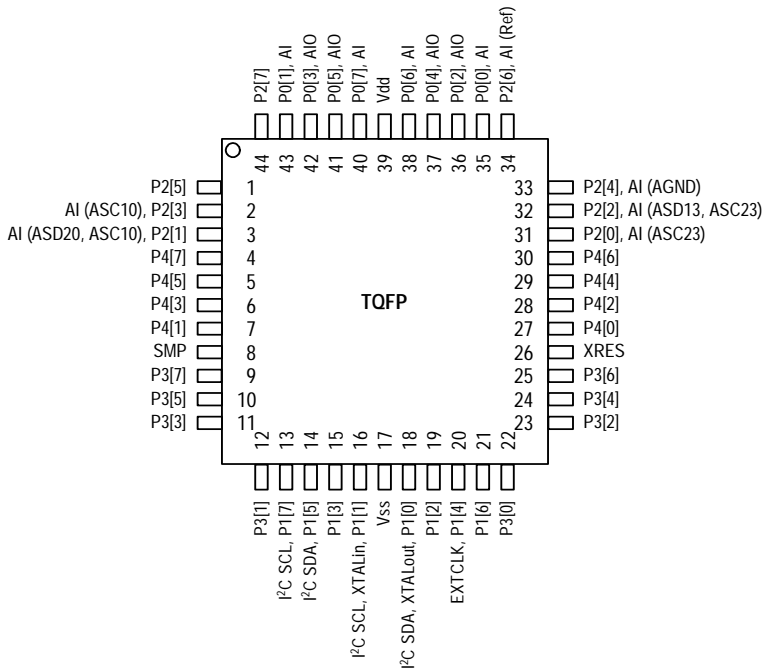 P2[7]
P0[1], AI
P0[3], AIO
P0[5], AIO
P0[7], AI
Vdd
P0[6], AI
P0[4], AIO
P0[2], AIO
P0[0], AI
P2[6], AI (Ref)
44
43
42
41
40
39
38
37
36
35
34
P2[5] 1
AI (ASC10), P2[3] 2
AI (ASD20, ASC10), P2[1] 3
P4[7] 4
P4[5] 5
P4[3] 6
P4[1] 7
SMP 8
P3[7] 9
P3[5] 10
P3[3] 11
TQFP
33 P2[4], AI (AGND)
32 P2[2], AI (ASD13, ASC23)
31 P2[0], AI (ASC23)
30 P4[6]
29 P4[4]
28 P4[2]
27 P4[0]
26 XRES
25 P3[6]
24 P3[4]
23 P3[2]
12
13
14
15
16
17
18
19
20
21
22
P3[1]
I²C SCL, P1[7]
I²C SDA, P1[5]
P1[3]
I²C SCL, XTALin, P1[1]
Vss
I²C SDA, XTALout, P1[0]
P1[2]
EXTCLK, P1[4]
P1[6]
P3[0]